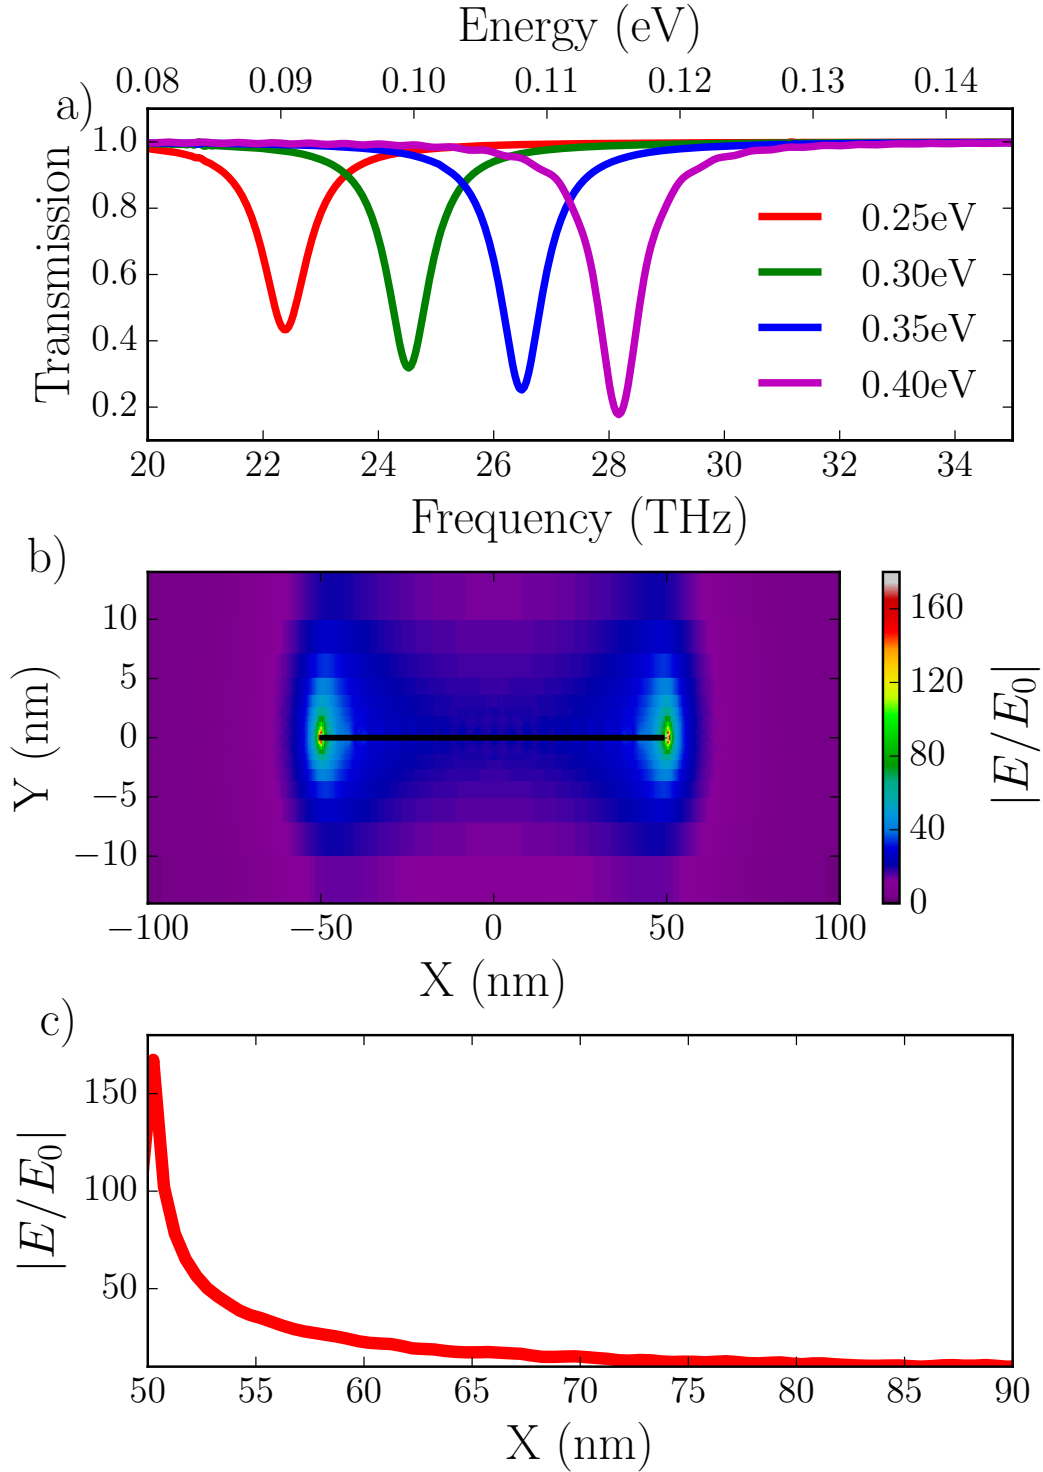 Energy (eV)
0.08 0.09 0.10 0.11 0.12 0.13 0.14
a)
Transmission
1.0
0.8
0.6
0.4
0.2
0.25eV
0.30eV
0.35eV
0.40eV
20 22 24 26 28 30 32 34
Frequency (THz)
b)
Y (nm)
10
5
0
−5
−10
−100 −50 0 50 100
X (nm)
160
120
80
40
0
|E/E₀|
c)
|E/E₀|
150
100
50
50 55 60 65 70 75 80 85 90
X (nm)